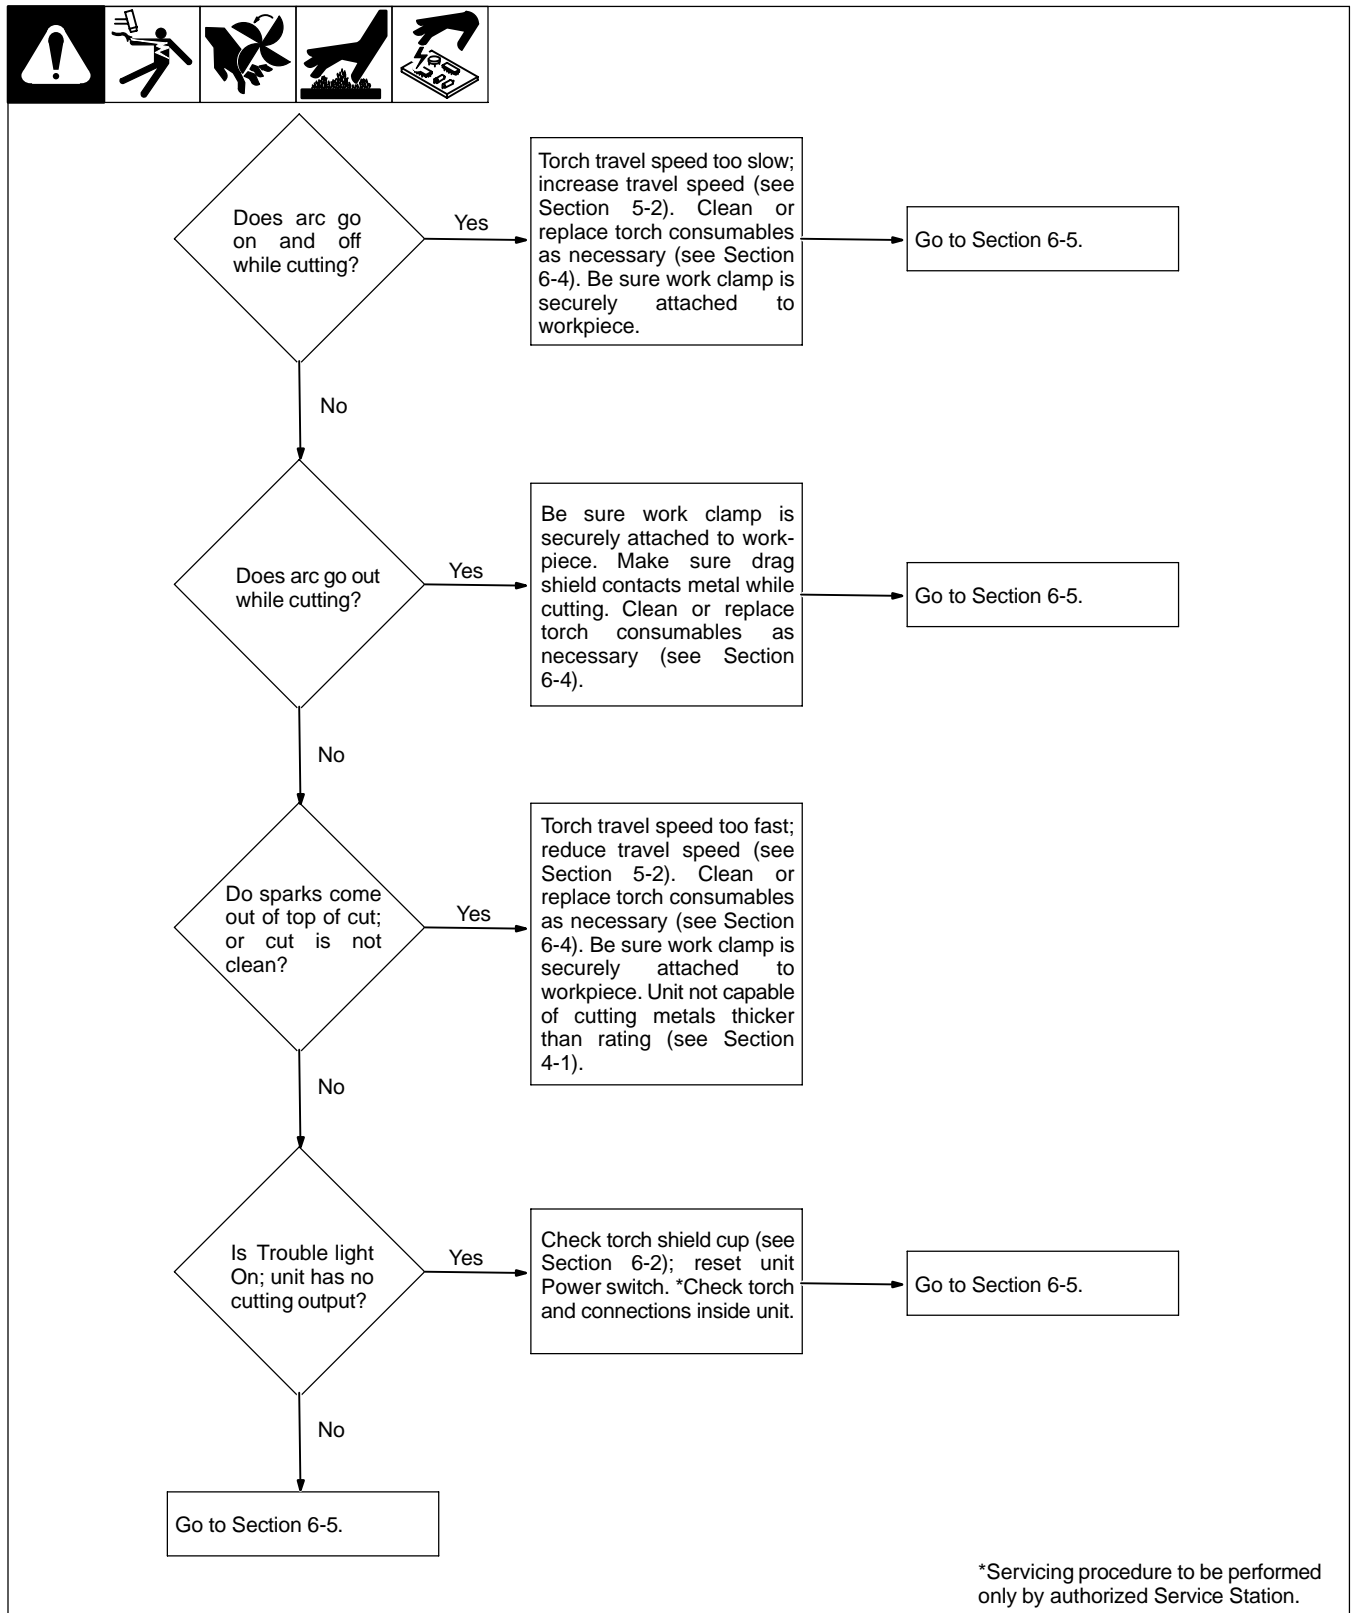 Does arc go
on and off
while cutting?
Yes
Torch travel speed too slow;
increase travel speed (see
Section 5-2). Clean or
replace torch consumables
as necessary (see Section
6-4). Be sure work clamp is
securely attached to
workpiece.
Go to Section 6-5.
No
Does arc go out
while cutting?
Yes
Be sure work clamp is
securely attached to work-
piece. Make sure drag
shield contacts metal while
cutting. Clean or replace
torch consumables as
necessary (see Section
6-4).
Go to Section 6-5.
No
Do sparks come
out of top of cut;
or cut is not
clean?
Yes
Torch travel speed too fast;
reduce travel speed (see
Section 5-2). Clean or
replace torch consumables
as necessary (see Section
6-4). Be sure work clamp is
securely attached to
workpiece. Unit not capable
of cutting metals thicker
than rating (see Section
4-1).
No
Is Trouble light
On; unit has no
cutting output?
Yes
Check torch shield cup (see
Section 6-2); reset unit
Power switch. *Check torch
and connections inside unit.
Go to Section 6-5.
No
Go to Section 6-5.
*Servicing procedure to be performed
only by authorized Service Station.